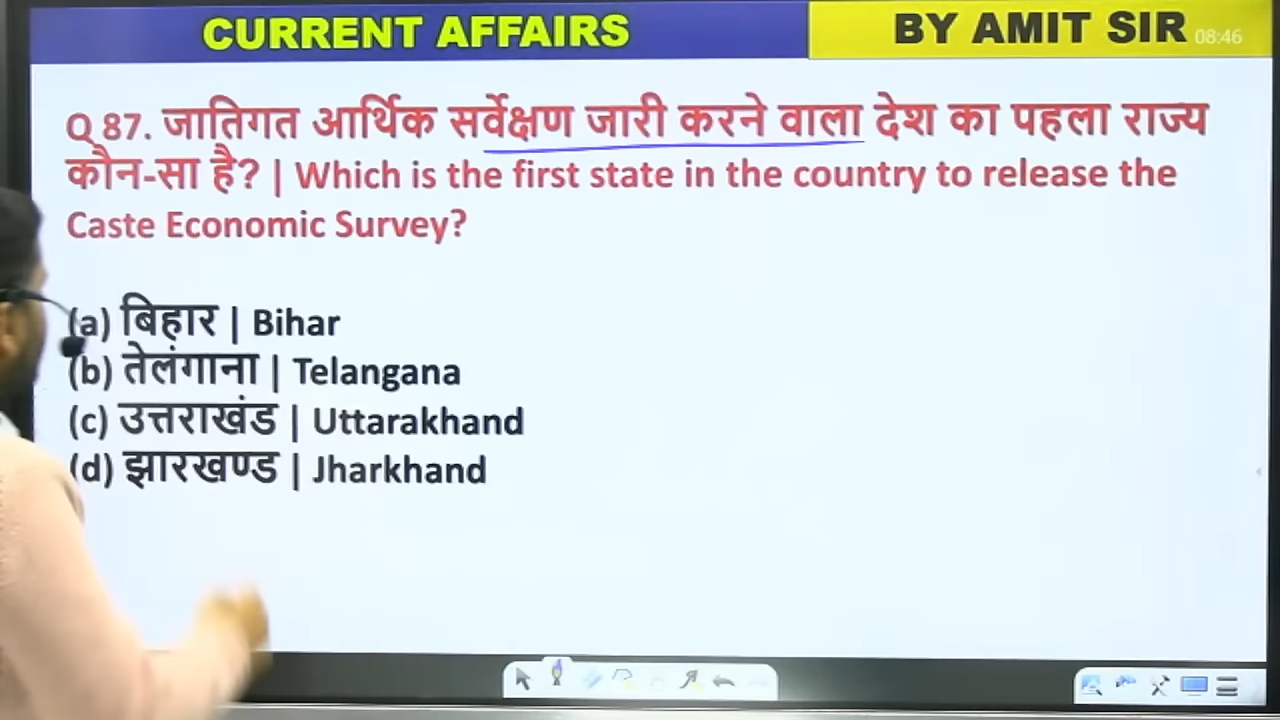 CURRENT AFFAIRS
BY AMIT SIR
08:46
Q 87. जातिगत आर्थिक सर्वेक्षण जारी करने वाला देश का पहला राज्य
कौन-सा है? | Which is the first state in the country to release the
Caste Economic Survey?
(a) बिहार | Bihar
(b) तेलंगाना | Telangana
(c) उत्तराखंड | Uttarakhand
(d) झारखण्ड | Jharkhand